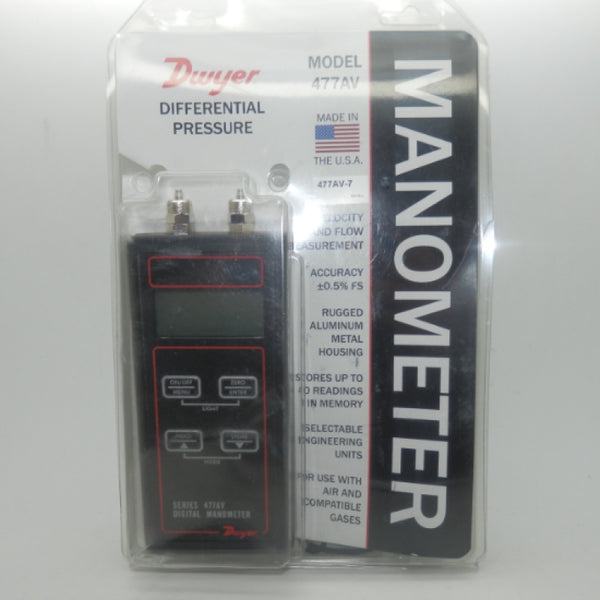 Dwyer
DIFFERENTIAL
PRESSURE
MODEL
477AV
MADE IN
THE U.S.A.
477AV-7
AND FLOW
ACCURACY
±0.5% FS
RUGGED
ALUMINUM
METAL
HOUSING
STORES UP TO
40 READINGS
IN MEMORY
SELECTABLE
ENGINEERING
UNITS
FOR USE WITH
AIR AND
COMPATIBLE
GASES
MANOMETER
ON/OFF
MENU
ZERO
ENTER
LIGHT
STORE
SERIES 477AV
DIGITAL MANOMETER
Dwyer